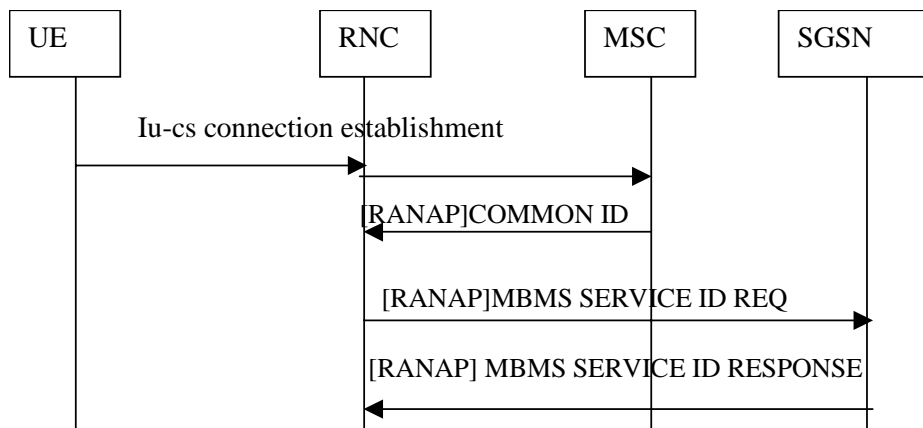 UE
RNC
MSC
SGSN
Iu-cs connection establishment
[RANAP]COMMON ID
[RANAP]MBMS SERVICE ID REQ
[RANAP] MBMS SERVICE ID RESPONSE